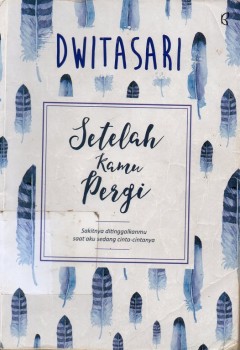 DWITASARI
Setelah
Kamu
Pergi
Sakitnya ditinggalkanmu
saat aku sedang cinta-cintanya